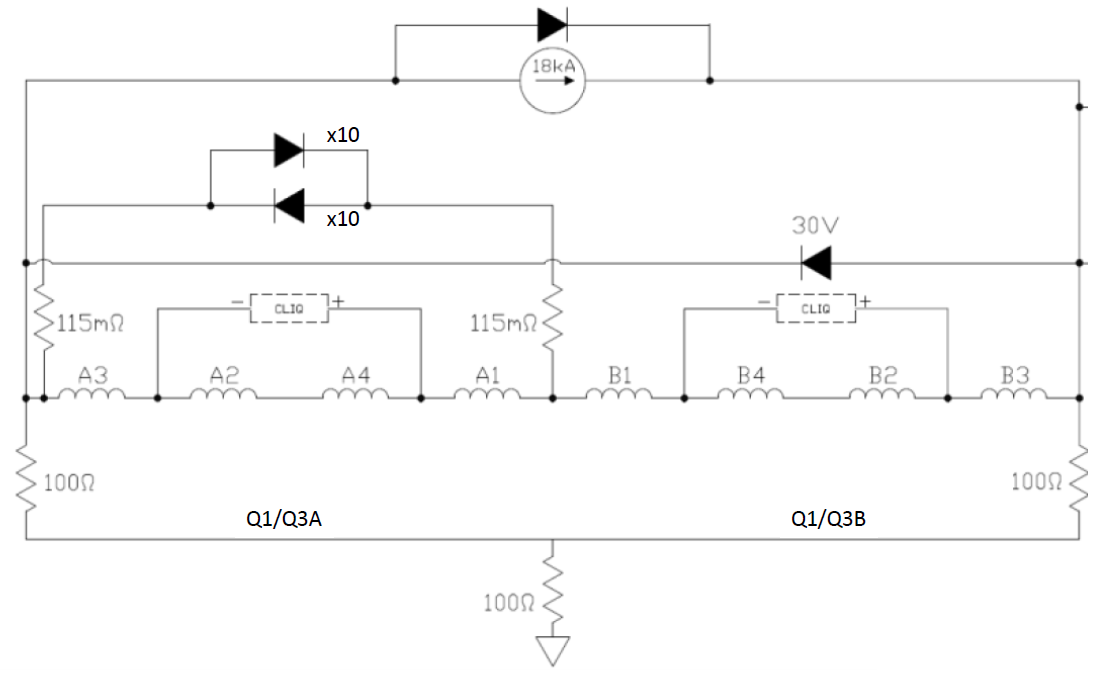 18kA
x10
x10
30V
- CLIQ +
- CLIQ +
115mΩ
115mΩ
A3
A2
A4
A1
B1
B4
B2
B3
100Ω
100Ω
Q1/Q3A
Q1/Q3B
100Ω